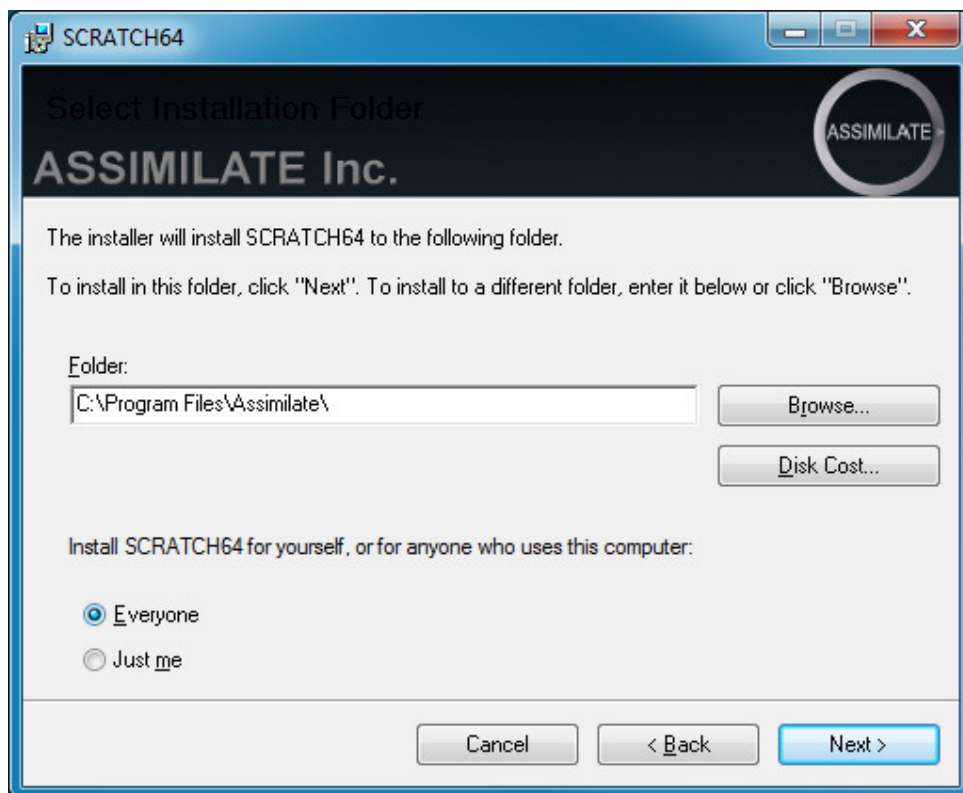 SCRATCH64
Select Installation Folder
ASSIMILATE Inc.
ASSIMILATE
The installer will install SCRATCH64 to the following folder.
To install in this folder, click "Next". To install to a different folder, enter it below or click "Browse".
Folder:
C:\Program Files\Assimilate\
Browse...
Disk Cost...
Install SCRATCH64 for yourself, or for anyone who uses this computer:
Everyone
Just me
Cancel
< Back
Next >